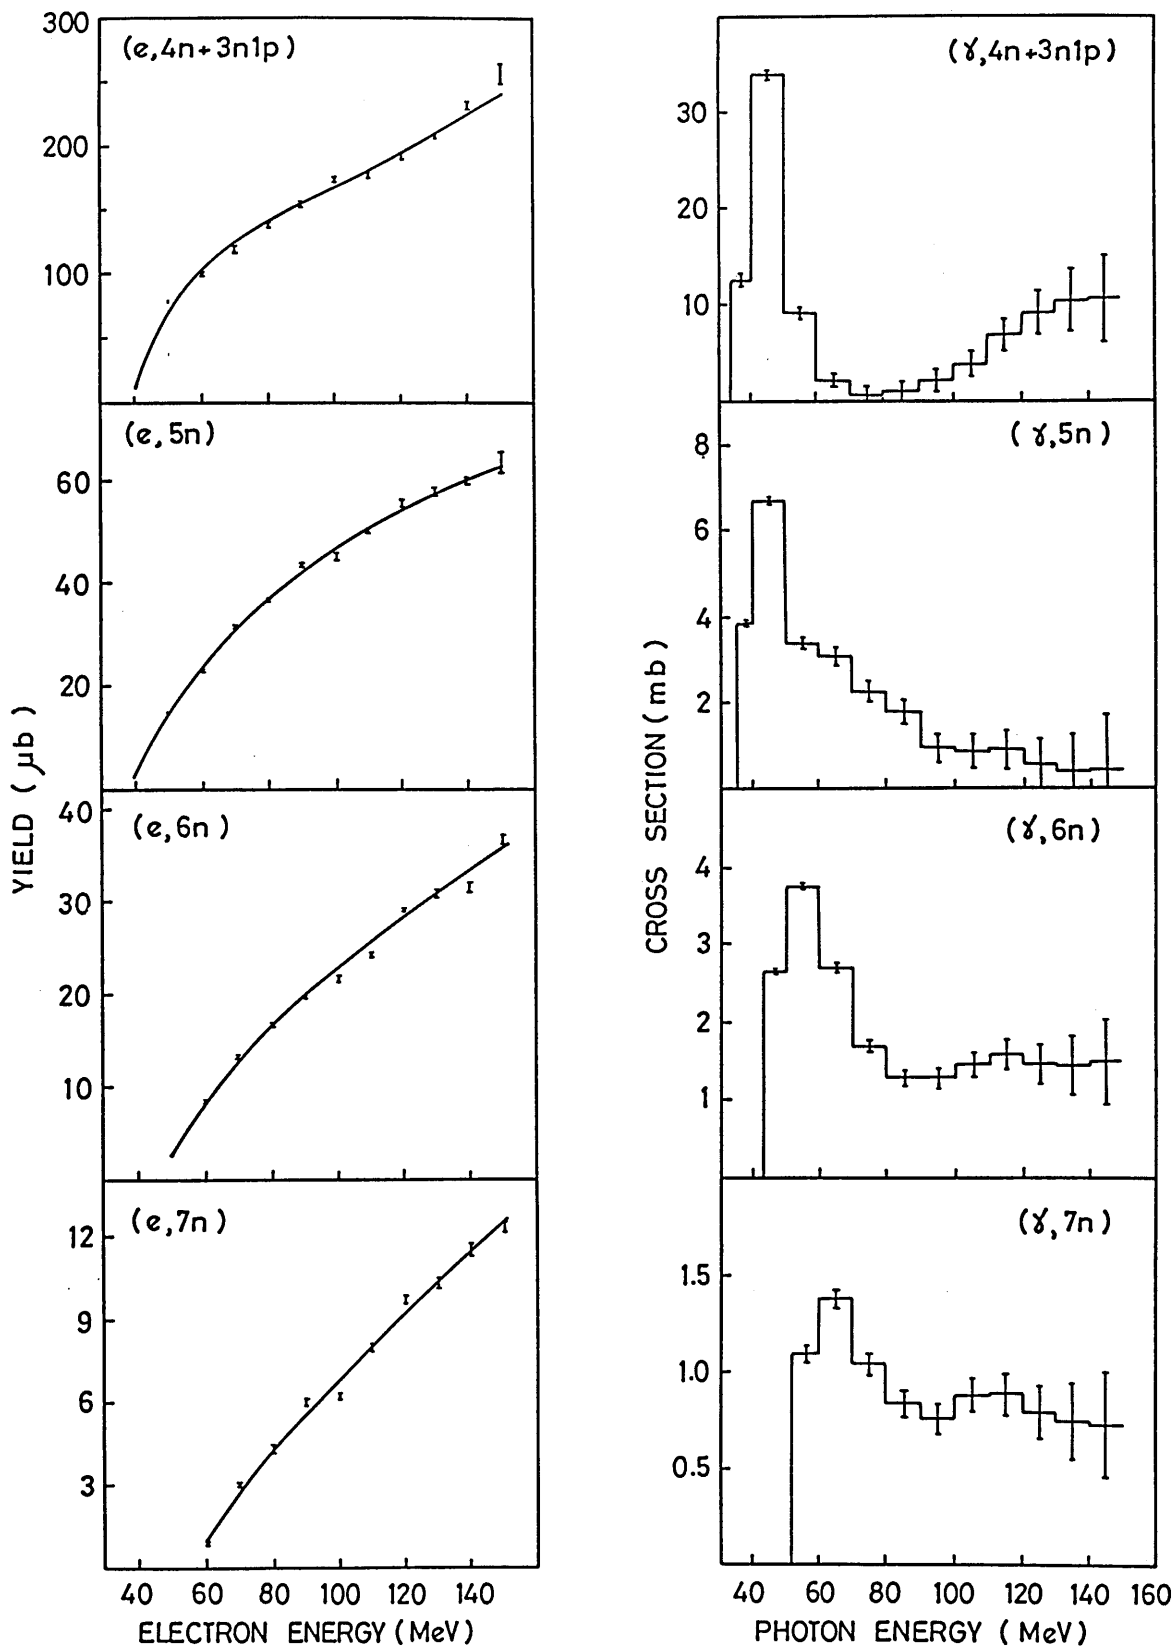 300
200
100
(e,4n+3n1p)
(e,5n)
60
40
20
YIELD (μb)
(e,6n)
40
30
20
10
(e,7n)
12
9
6
3
40 60 80 100 120 140
ELECTRON ENERGY (MeV)
(γ,4n+3n1p)
30
20
10
(γ,5n)
8
6
4
2
CROSS SECTION (mb)
(γ,6n)
4
3
2
1
(γ,7n)
1.5
1.0
0.5
40 60 80 100 120 140 160
PHOTON ENERGY (MeV)